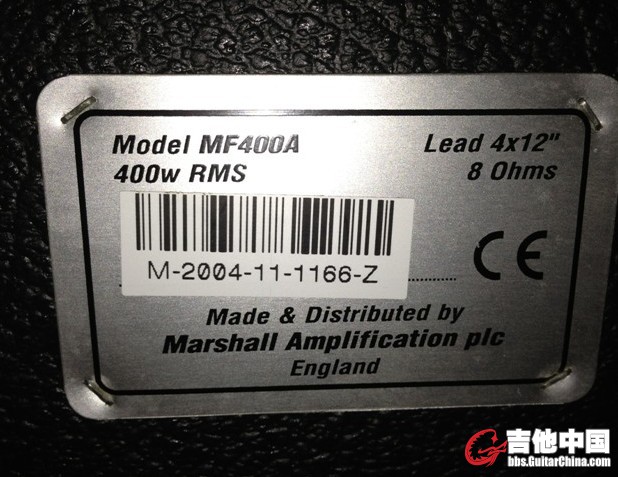 Model MF400A
400w RMS
Lead 4x12"
8 Ohms
M-2004-11-1166-Z
CE
Made & Distributed by
Marshall Amplification plc
England
吉他中国
bbs.GuitarChina.com